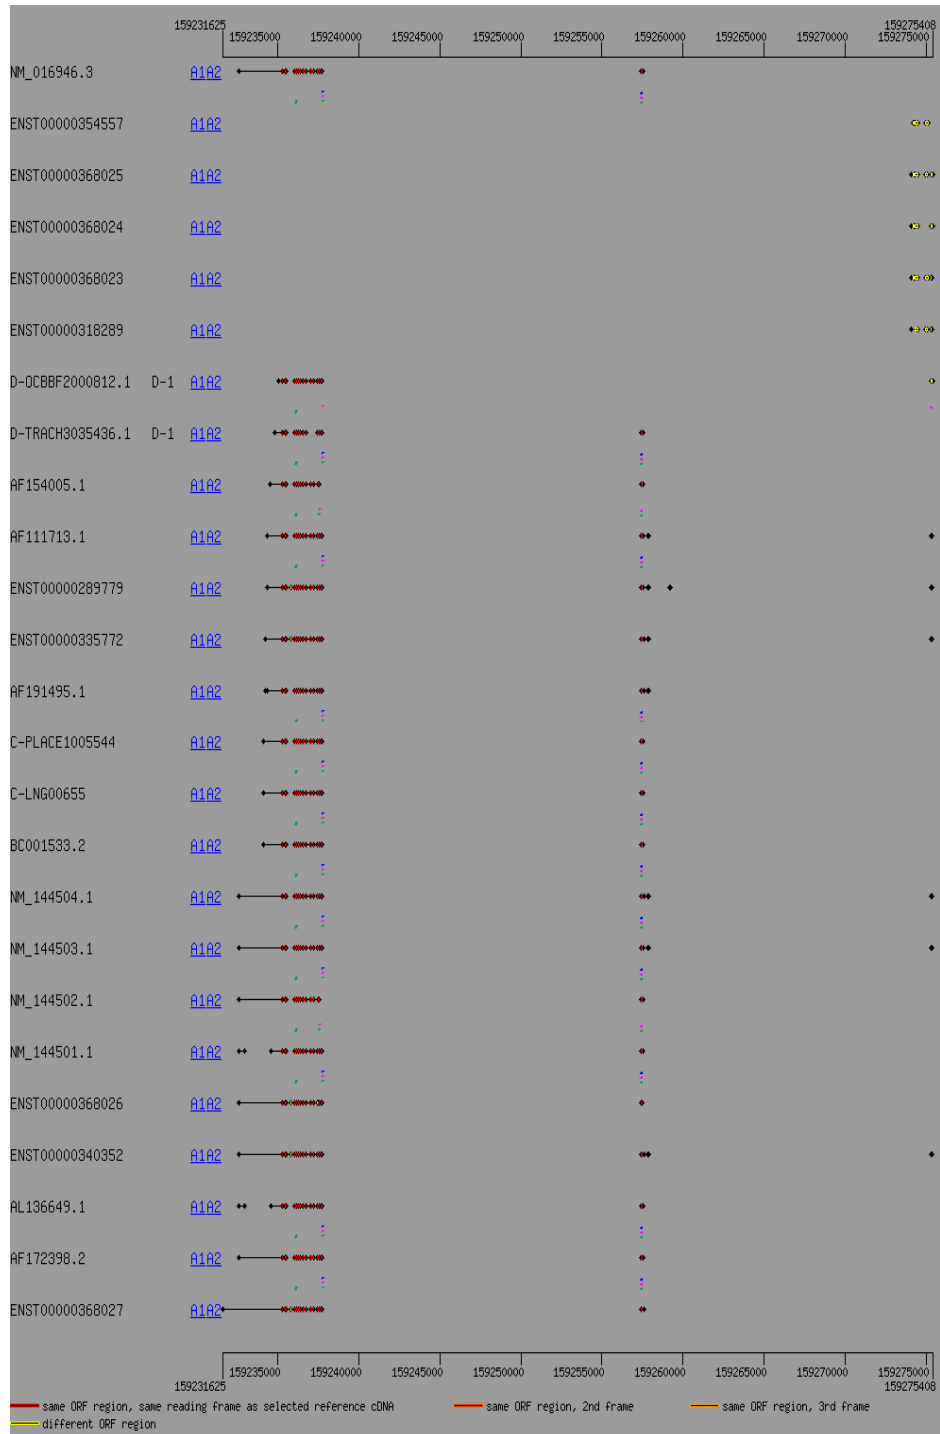 159231625 159275408
159235000 159240000 159245000 159250000 159255000 159260000 159265000 159270000 159275000
NM_016946.3 A1A2
ENST00000354557 A1A2
ENST00000368025 A1A2
ENST00000368024 A1A2
ENST00000368023 A1A2
ENST00000318289 A1A2
D-OCBBF2000812.1 D-1 A1A2
D-TRACH3035436.1 D-1 A1A2
AF154005.1 A1A2
AF111713.1 A1A2
ENST00000289779 A1A2
ENST00000335772 A1A2
AF191495.1 A1A2
C-PLACE1005544 A1A2
C-LNG00655 A1A2
BC001533.2 A1A2
NM_144504.1 A1A2
NM_144503.1 A1A2
NM_144502.1 A1A2
NM_144501.1 A1A2
ENST00000368026 A1A2
ENST00000340352 A1A2
AL136649.1 A1A2
AF172398.2 A1A2
ENST00000368027 A1A2
159235000 159240000 159245000 159250000 159255000 159260000 159265000 159270000 159275000
159231625 159275408
same ORF region, same reading frame as selected reference cDNA same ORF region, 2nd frame same ORF region, 3rd frame
different ORF region